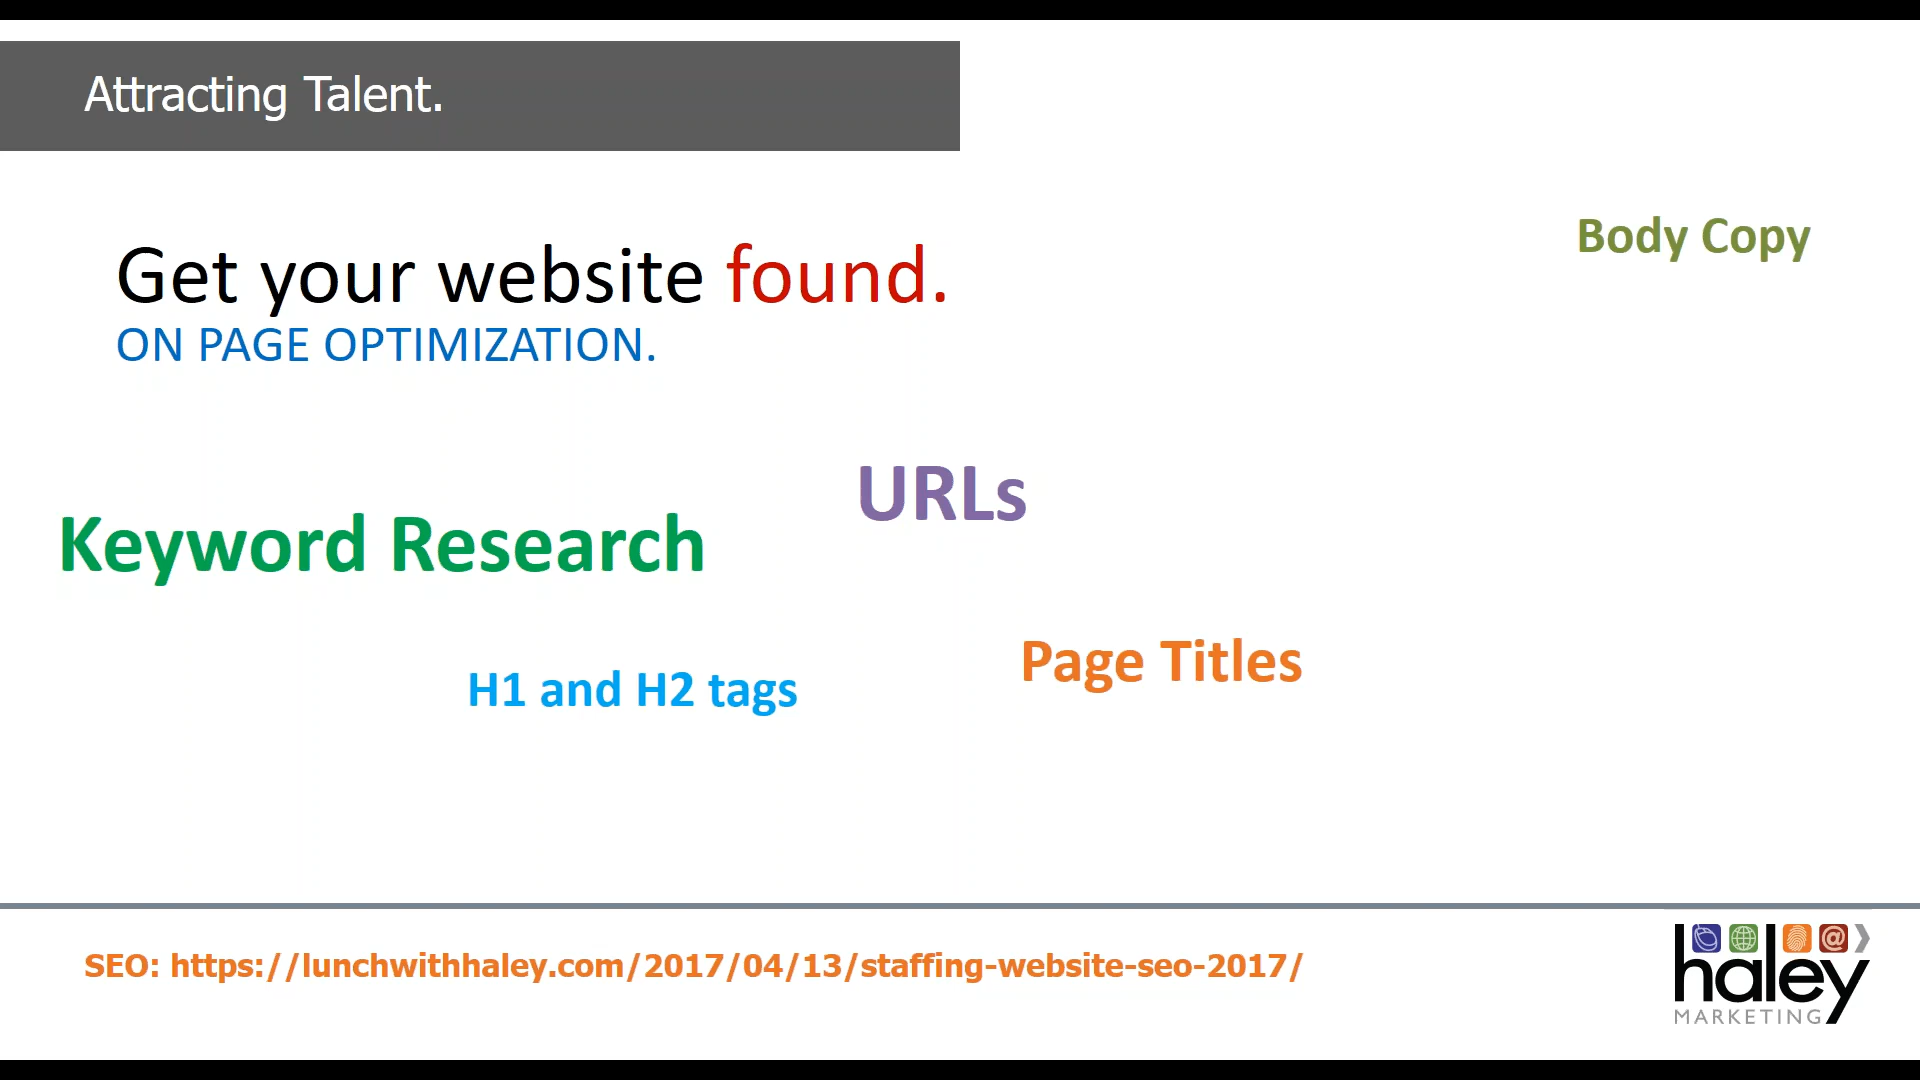 Attracting Talent.
Get your website found.
ON PAGE OPTIMIZATION.
Body Copy
URLs
Keyword Research
Page Titles
H1 and H2 tags
SEO: https://lunchwithhaley.com/2017/04/13/staffing-website-seo-2017/
@
haley
MARKETING